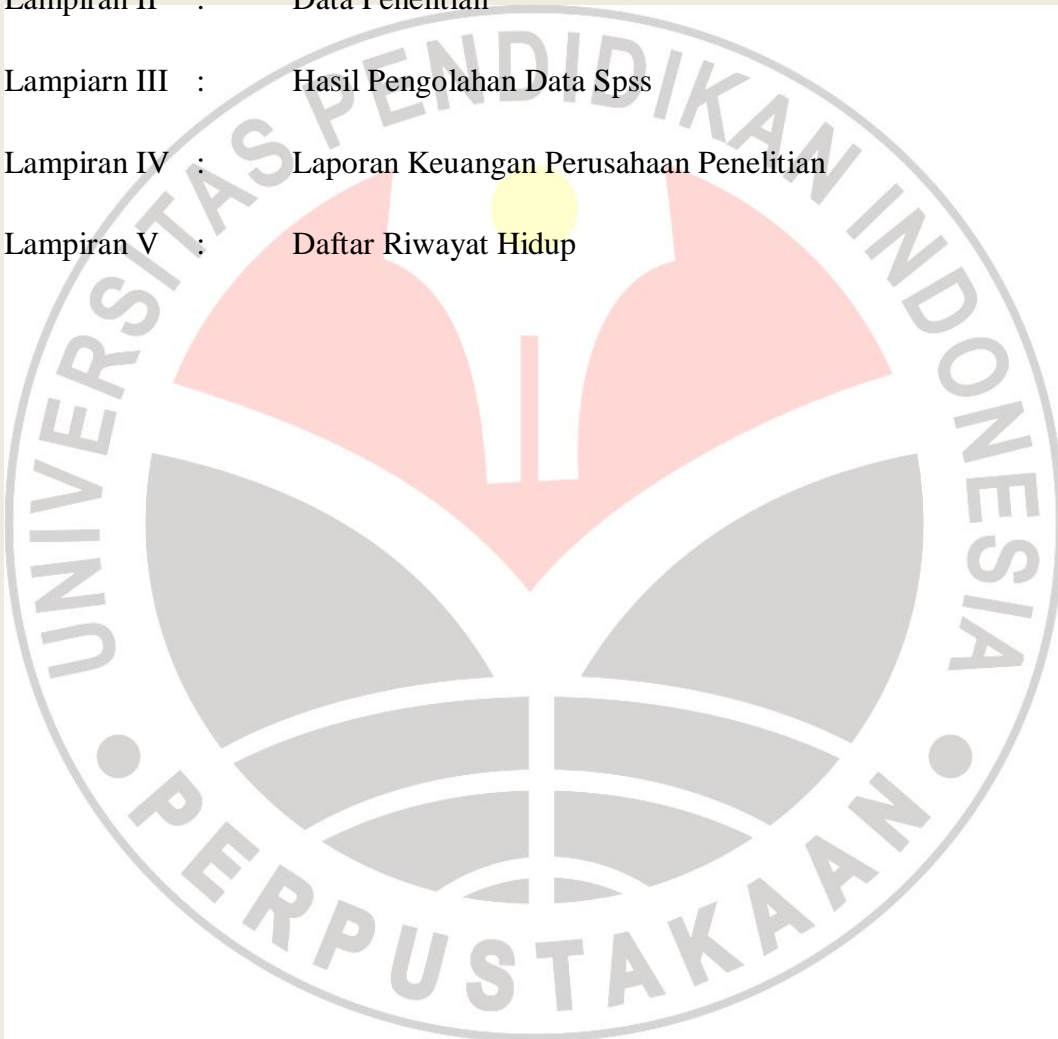 Lampiran II : Data Penelitian
Lampiarn III : Hasil Pengolahan Data Spss
Lampiran IV : Laporan Keuangan Perusahaan Penelitian
Lampiran V : Daftar Riwayat Hidup
UNIVERSITAS PENDIDIKAN INDONESIA
PERPUSTAKAAN